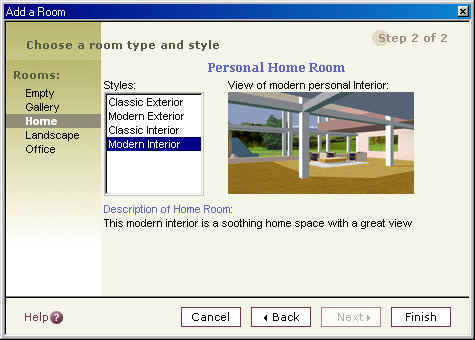 Add a Room
Choose a room type and style
Step 2 of 2
Rooms:
Empty
Gallery
Home
Landscape
Office
Personal Home Room
Styles:
Classic Exterior
Modern Exterior
Classic Interior
Modern Interior
View of modern personal Interior:
Description of Home Room:
This modern interior is a soothing home space with a great view
Help ?
Cancel
Back
Next
Finish